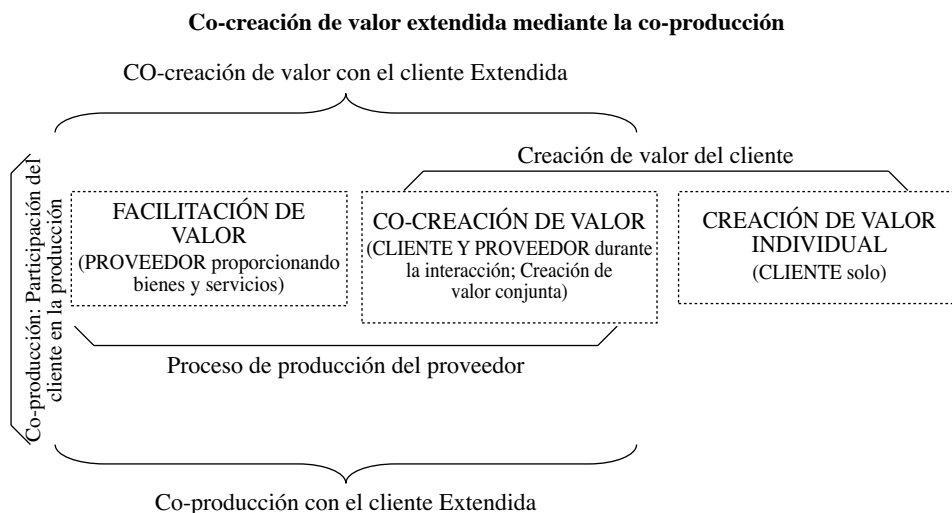 Co-creación de valor extendida mediante la co-producción
CO-creación de valor con el cliente Extendida
Creación de valor del cliente
Co-producción: Participación del
cliente en la producción
FACILITACIÓN DE
VALOR
(PROVEEDOR proporcionando
bienes y servicios)
CO-CREACIÓN DE VALOR
(CLIENTE Y PROVEEDOR durante
la interacción; Creación de
valor conjunta)
CREACIÓN DE VALOR
INDIVIDUAL
(CLIENTE solo)
Proceso de producción del proveedor
Co-producción con el cliente Extendida